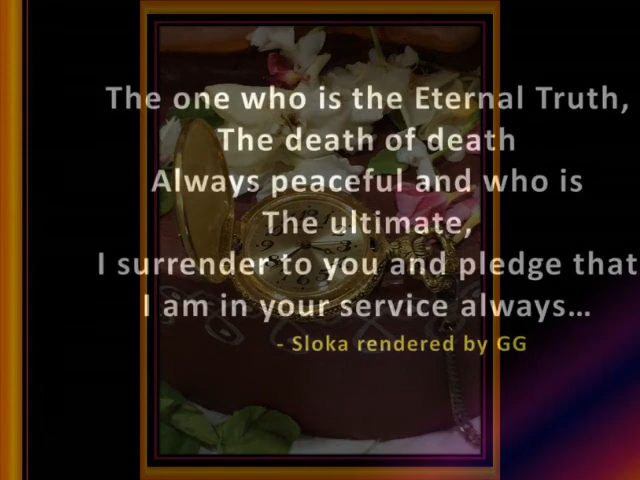 The one who is the Eternal Truth,
The death of death
Always peaceful and who is
The ultimate,
I surrender to you and pledge that
I am in your service always…
- Sloka rendered by GG